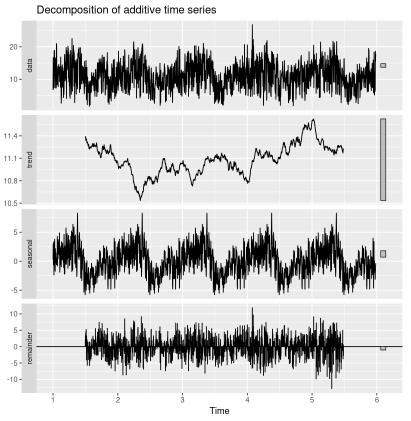 Decomposition of additive time series
data
20
10
trend
11.4
11.1
10.8
10.5
seasonal
5
0
-5
remainder
10
5
0
-5
-10
1 2 3 4 5 6
Time